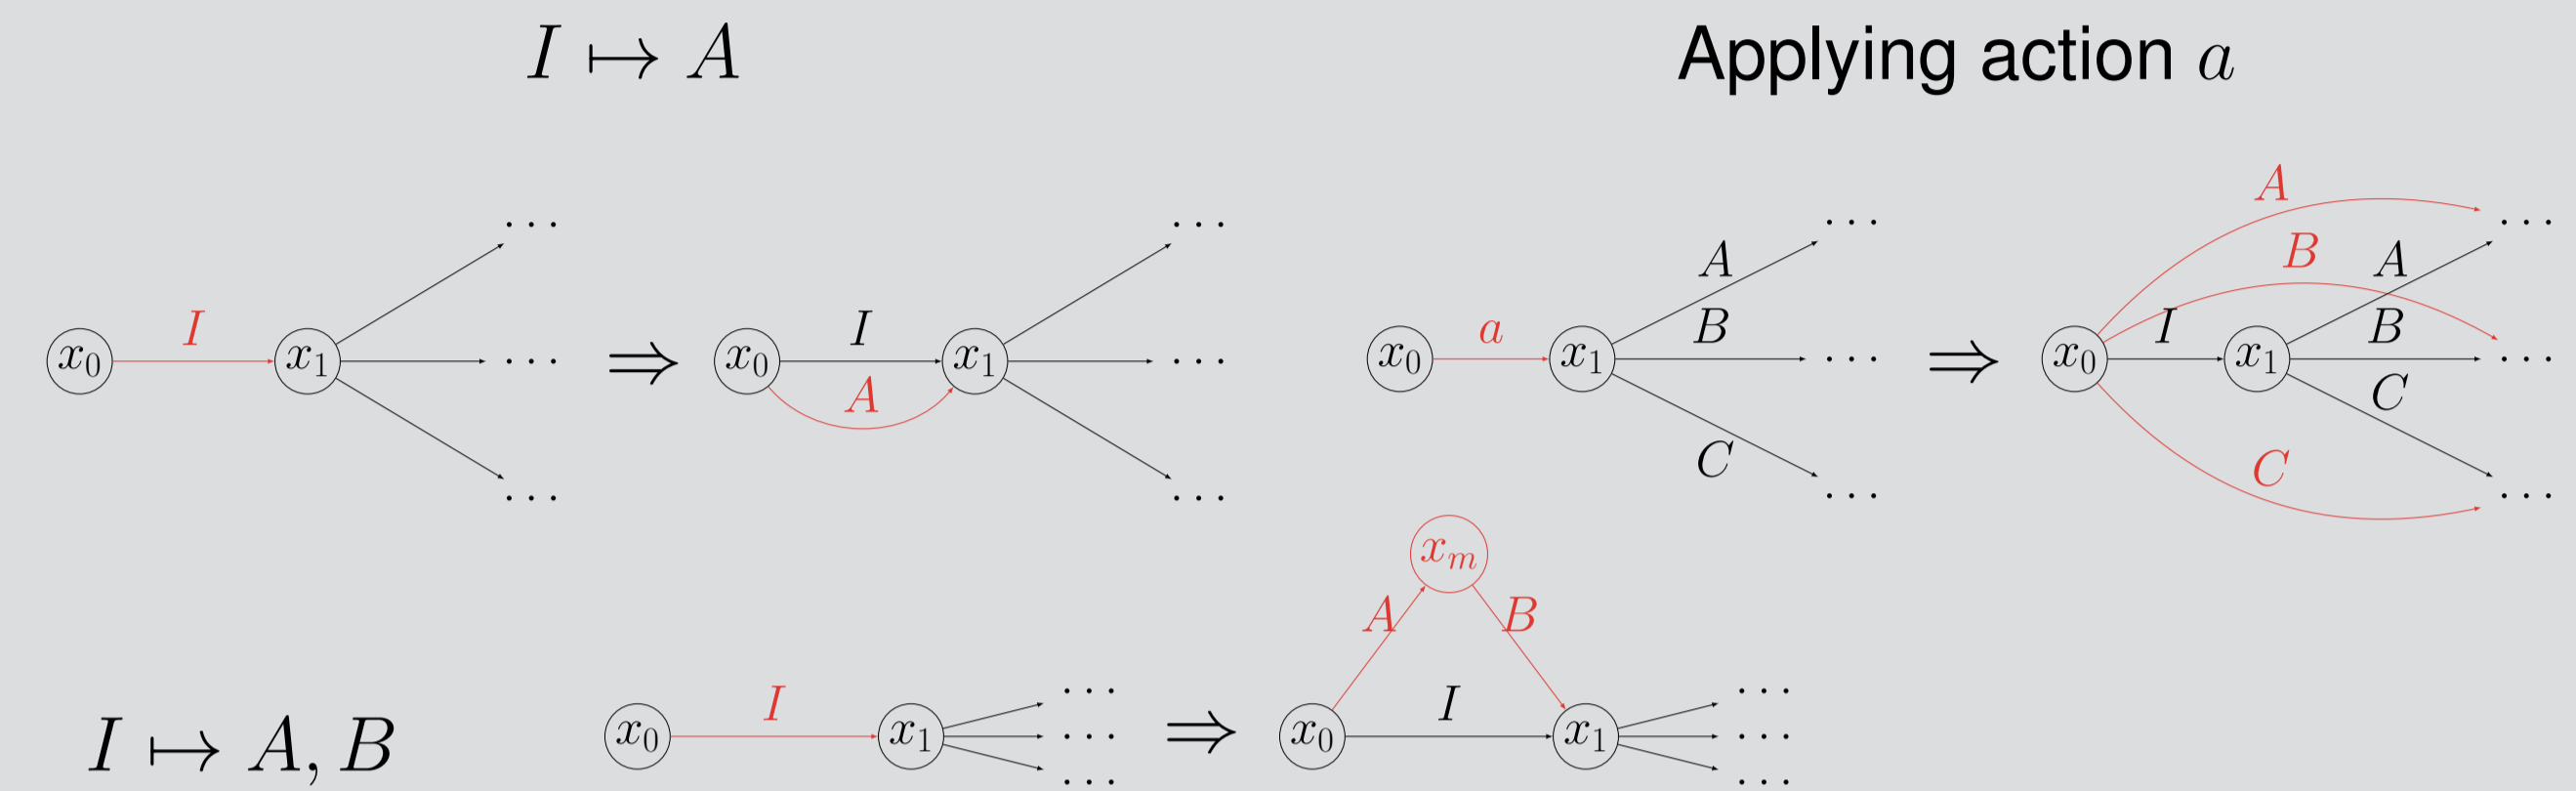 I ↦ A
Applying action a
x₀ I x₁ ... ... ... ⇒ x₀ I A x₁ ... ... ...
x₀ a x₁ A B C ... ... ... ⇒ x₀ I x₁ A B C A B C ... ... ...
I ↦ A, B
x₀ I x₁ ... ... ... ⇒ x₀ A xₘ B I x₁ ... ... ...